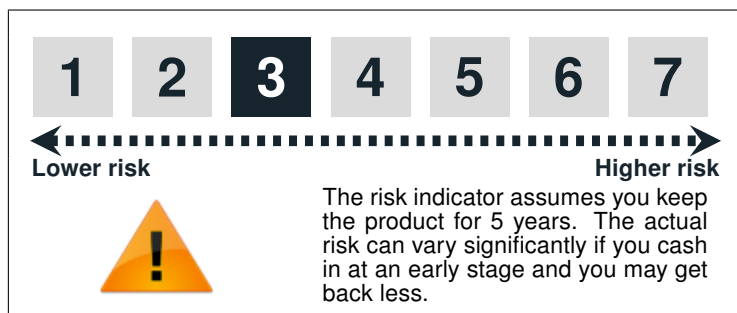 1 2 3 4 5 6 7
Lower risk Higher risk
The risk indicator assumes you keep
the product for 5 years. The actual
risk can vary significantly if you cash
in at an early stage and you may get
back less.